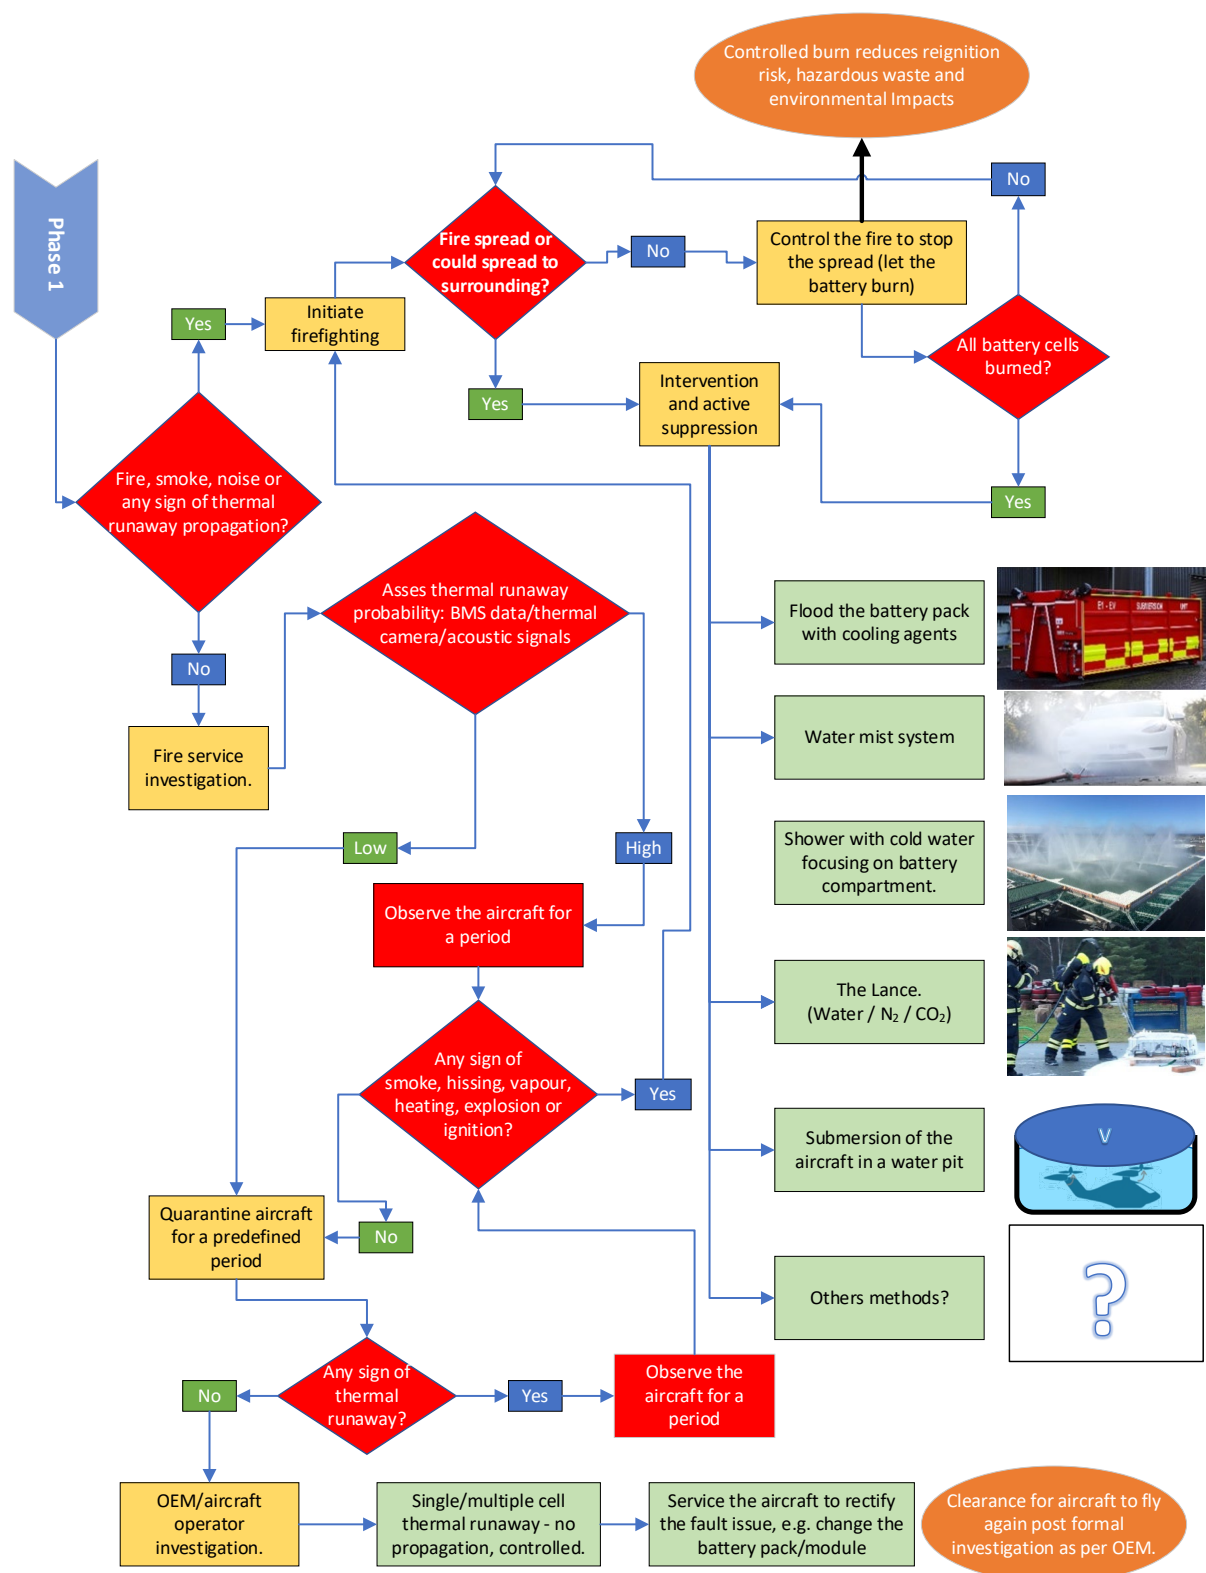 Controlled burn reduces reignition
risk, hazardous waste and
environmental Impacts
Phase 1
No
Fire spread or
could spread to
surrounding?
No
Control the fire to stop
the spread (let the
battery burn)
Yes
Initiate
firefighting
All battery cells
burned?
Yes
Intervention
and active
suppression
Yes
Fire, smoke, noise or
any sign of thermal
runaway propagation?
Asses thermal runaway
probability: BMS data/thermal
camera/acoustic signals
Flood the battery pack
with cooling agents
E1 - EV SUBMERSION UNIT
No
Fire service
investigation.
Water mist system
Low
High
Shower with cold water
focusing on battery
compartment.
Observe the aircraft for
a period
The Lance.
(Water / N₂ / CO₂)
Any sign of
smoke, hissing, vapour,
heating, explosion or
ignition?
Yes
Submersion of the
aircraft in a water pit
V
Quarantine aircraft
for a predefined
period
No
Others methods?
?
Any sign of
thermal
runaway?
No
Yes
Observe the
aircraft for a
period
OEM/aircraft
operator
investigation.
Single/multiple cell
thermal runaway - no
propagation, controlled.
Service the aircraft to rectify
the fault issue, e.g. change the
battery pack/module
Clearance for aircraft to fly
again post formal
investigation as per OEM.